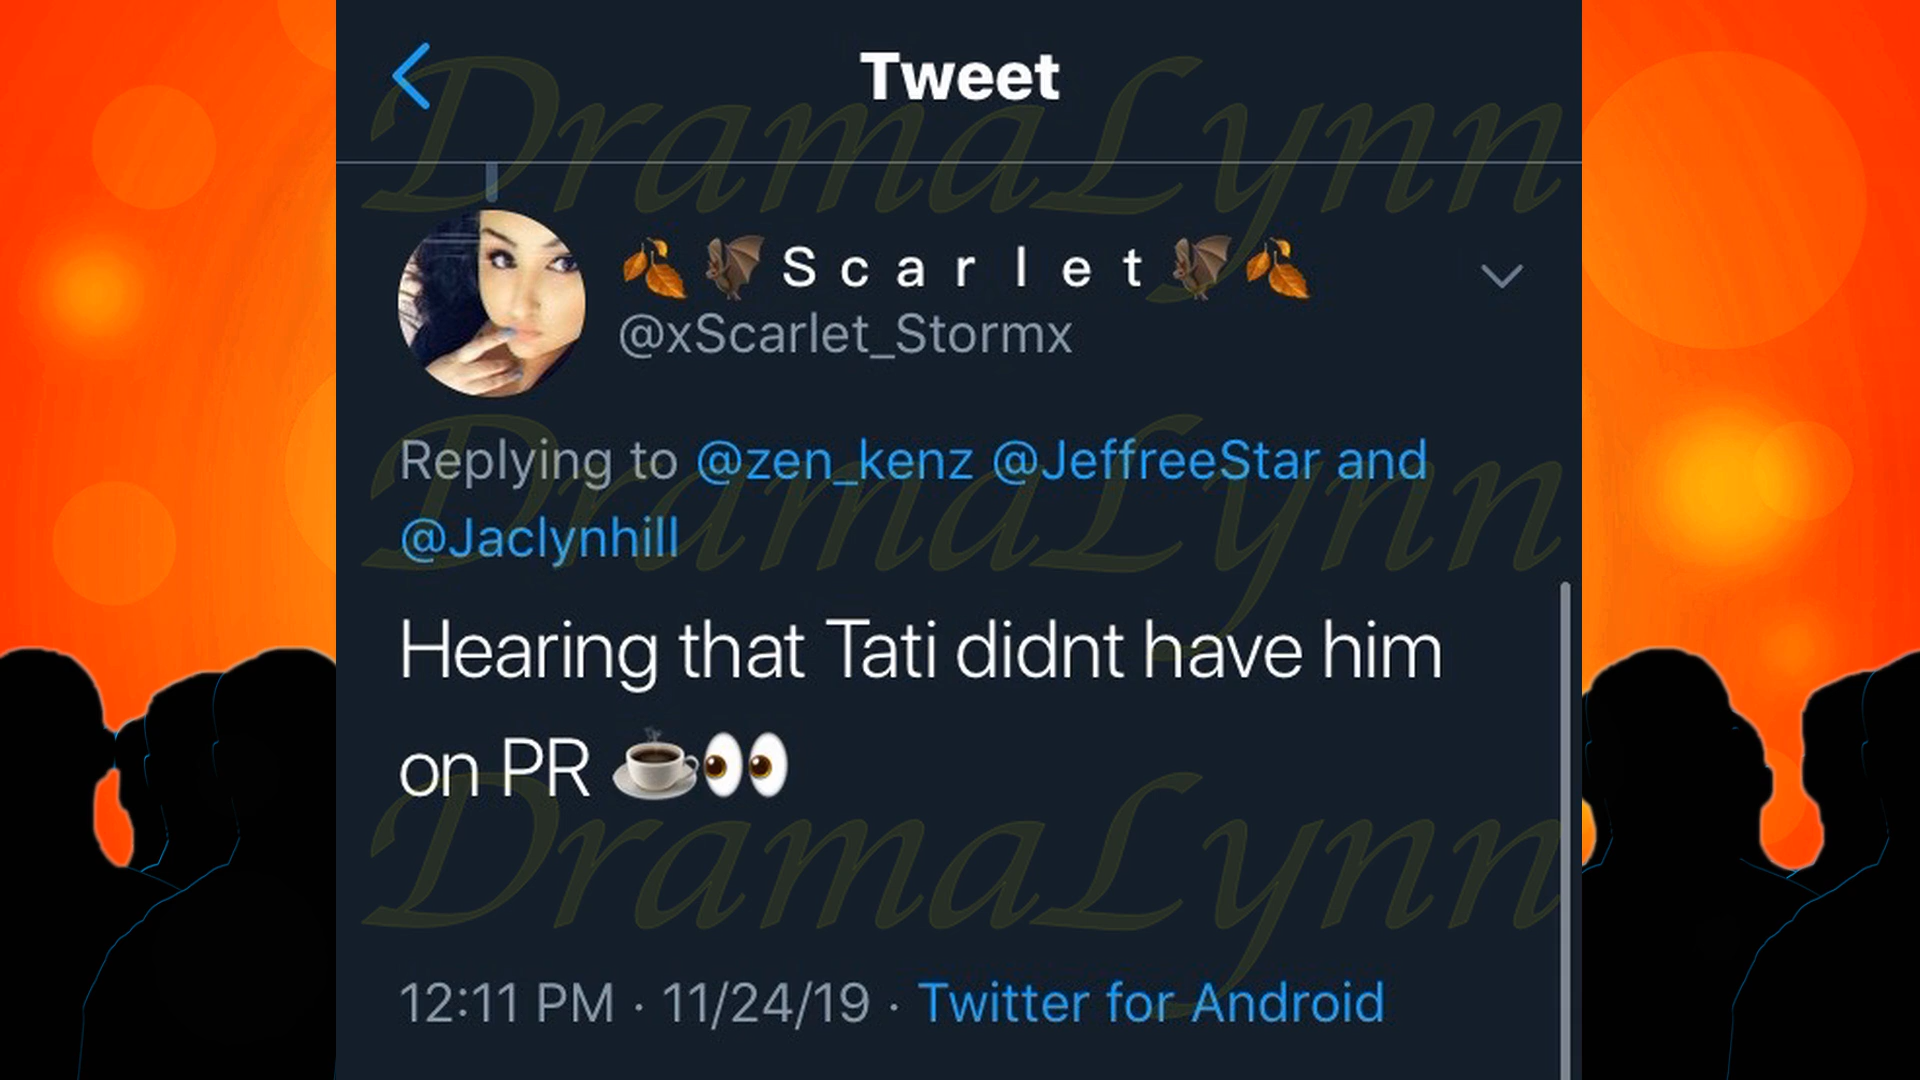 Tweet
🍂 🦇 S c a r l e t 🦇 🍂
@xScarlet_Stormx
Replying to @zen_kenz @JeffreeStar and
@Jaclynhill
Hearing that Tati didnt have him
on PR ☕👀
12:11 PM · 11/24/19 · Twitter for Android
DramaLynn
DramaLynn
DramaLynn